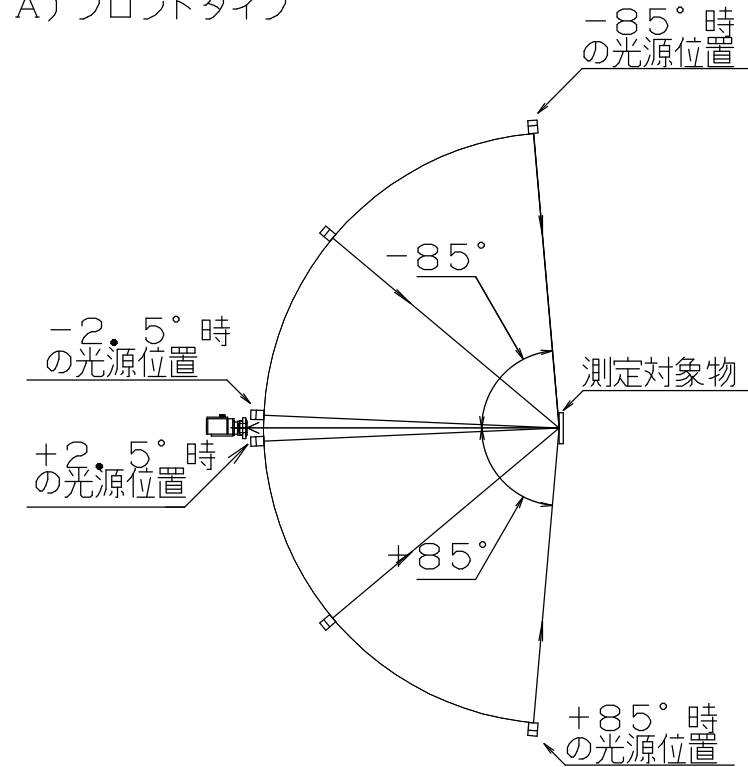 A）フロントタイプ
－85°時
の光源位置
－85°
－2．5°時
の光源位置
測定対象物
＋2．5°時
の光源位置
＋85°
＋85°時
の光源位置